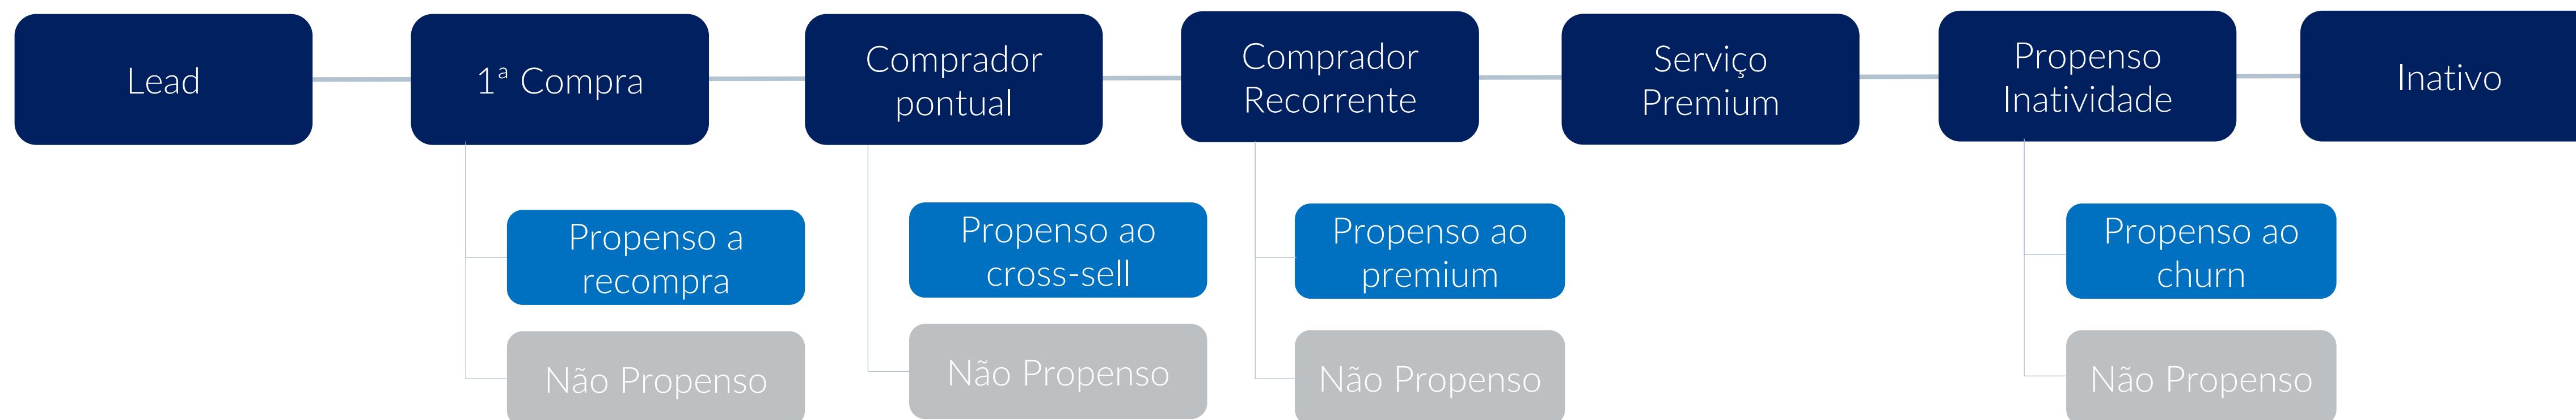 Lead
1ª Compra
Comprador
pontual
Comprador
Recorrente
Serviço
Premium
Propenso
Inatividade
Inativo
Propenso a
recompra
Propenso ao
cross-sell
Propenso ao
premium
Propenso ao
churn
Não Propenso
Não Propenso
Não Propenso
Não Propenso